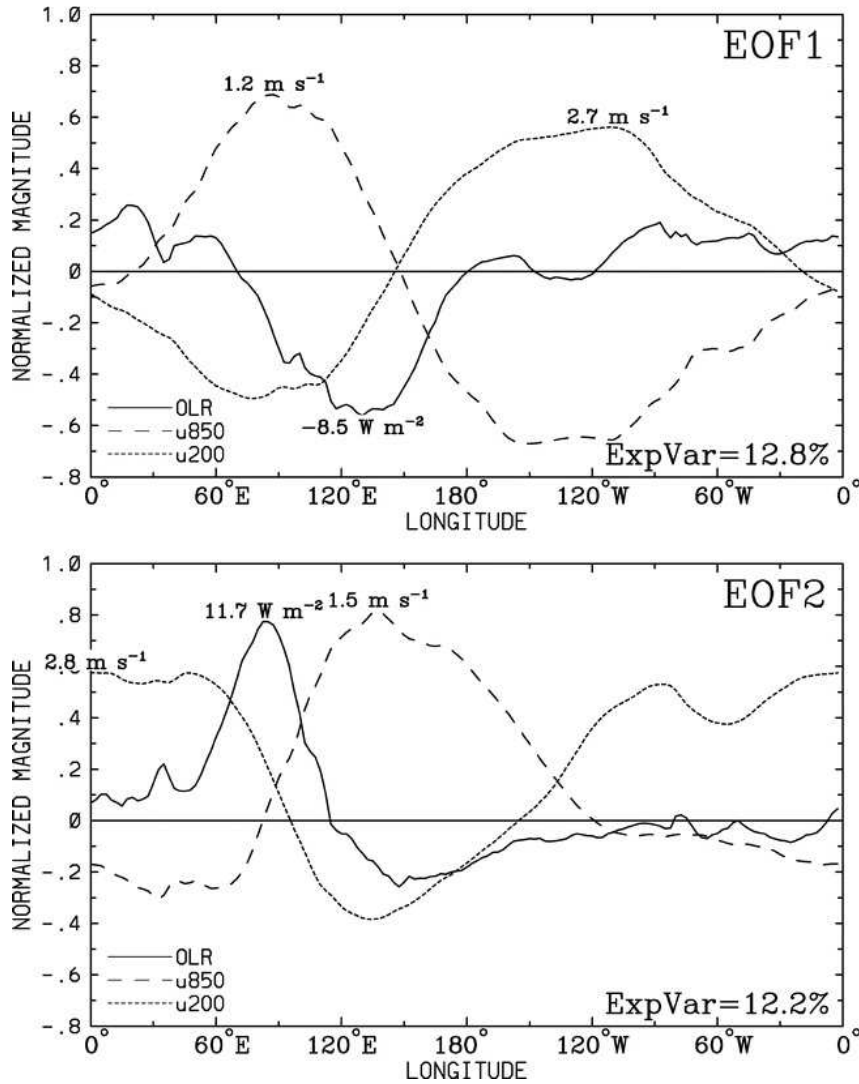 1.0
EOF1
.8
1.2 m s⁻¹
.6
2.7 m s⁻¹
.4
.2
0
-.2
-.4
-.6
-.8
NORMALIZED MAGNITUDE
OLR
u850
u200
-8.5 W m⁻²
ExpVar=12.8%
0° 60°E 120°E 180° 120°W 60°W 0°
LONGITUDE
1.0
EOF2
.8
11.7 W m⁻²
1.5 m s⁻¹
2.8 m s⁻¹
.6
.4
.2
0
-.2
-.4
-.6
-.8
NORMALIZED MAGNITUDE
OLR
u850
u200
ExpVar=12.2%
0° 60°E 120°E 180° 120°W 60°W 0°
LONGITUDE